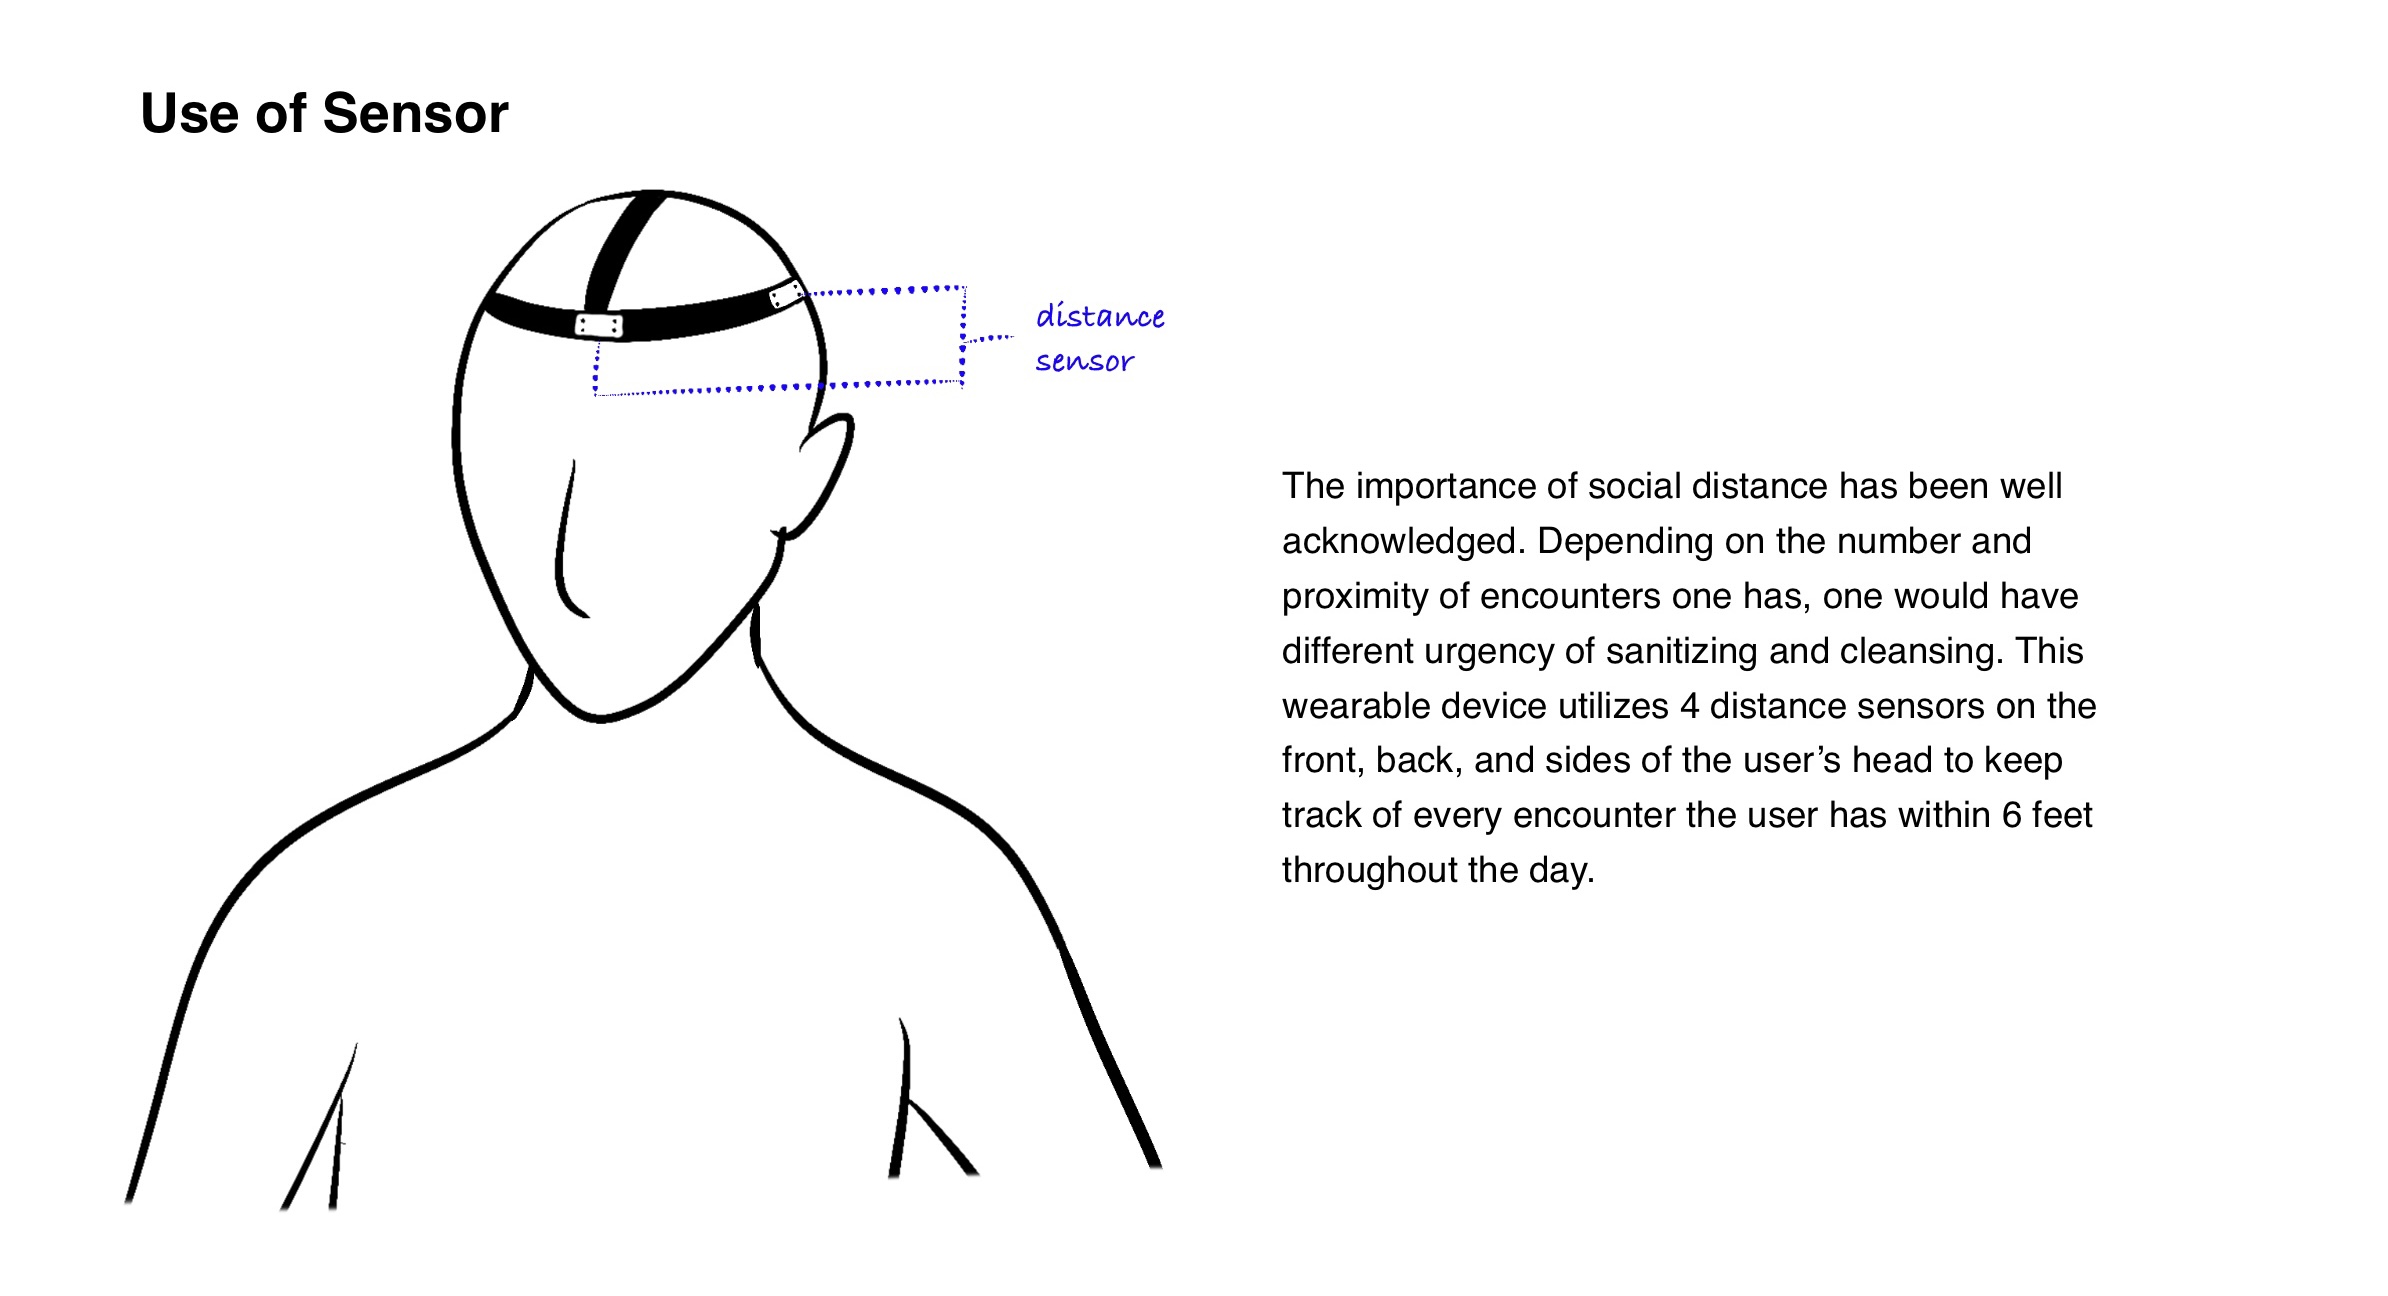 Use of Sensor
distance
sensor
The importance of social distance has been well
acknowledged. Depending on the number and
proximity of encounters one has, one would have
different urgency of sanitizing and cleansing. This
wearable device utilizes 4 distance sensors on the
front, back, and sides of the user’s head to keep
track of every encounter the user has within 6 feet
throughout the day.